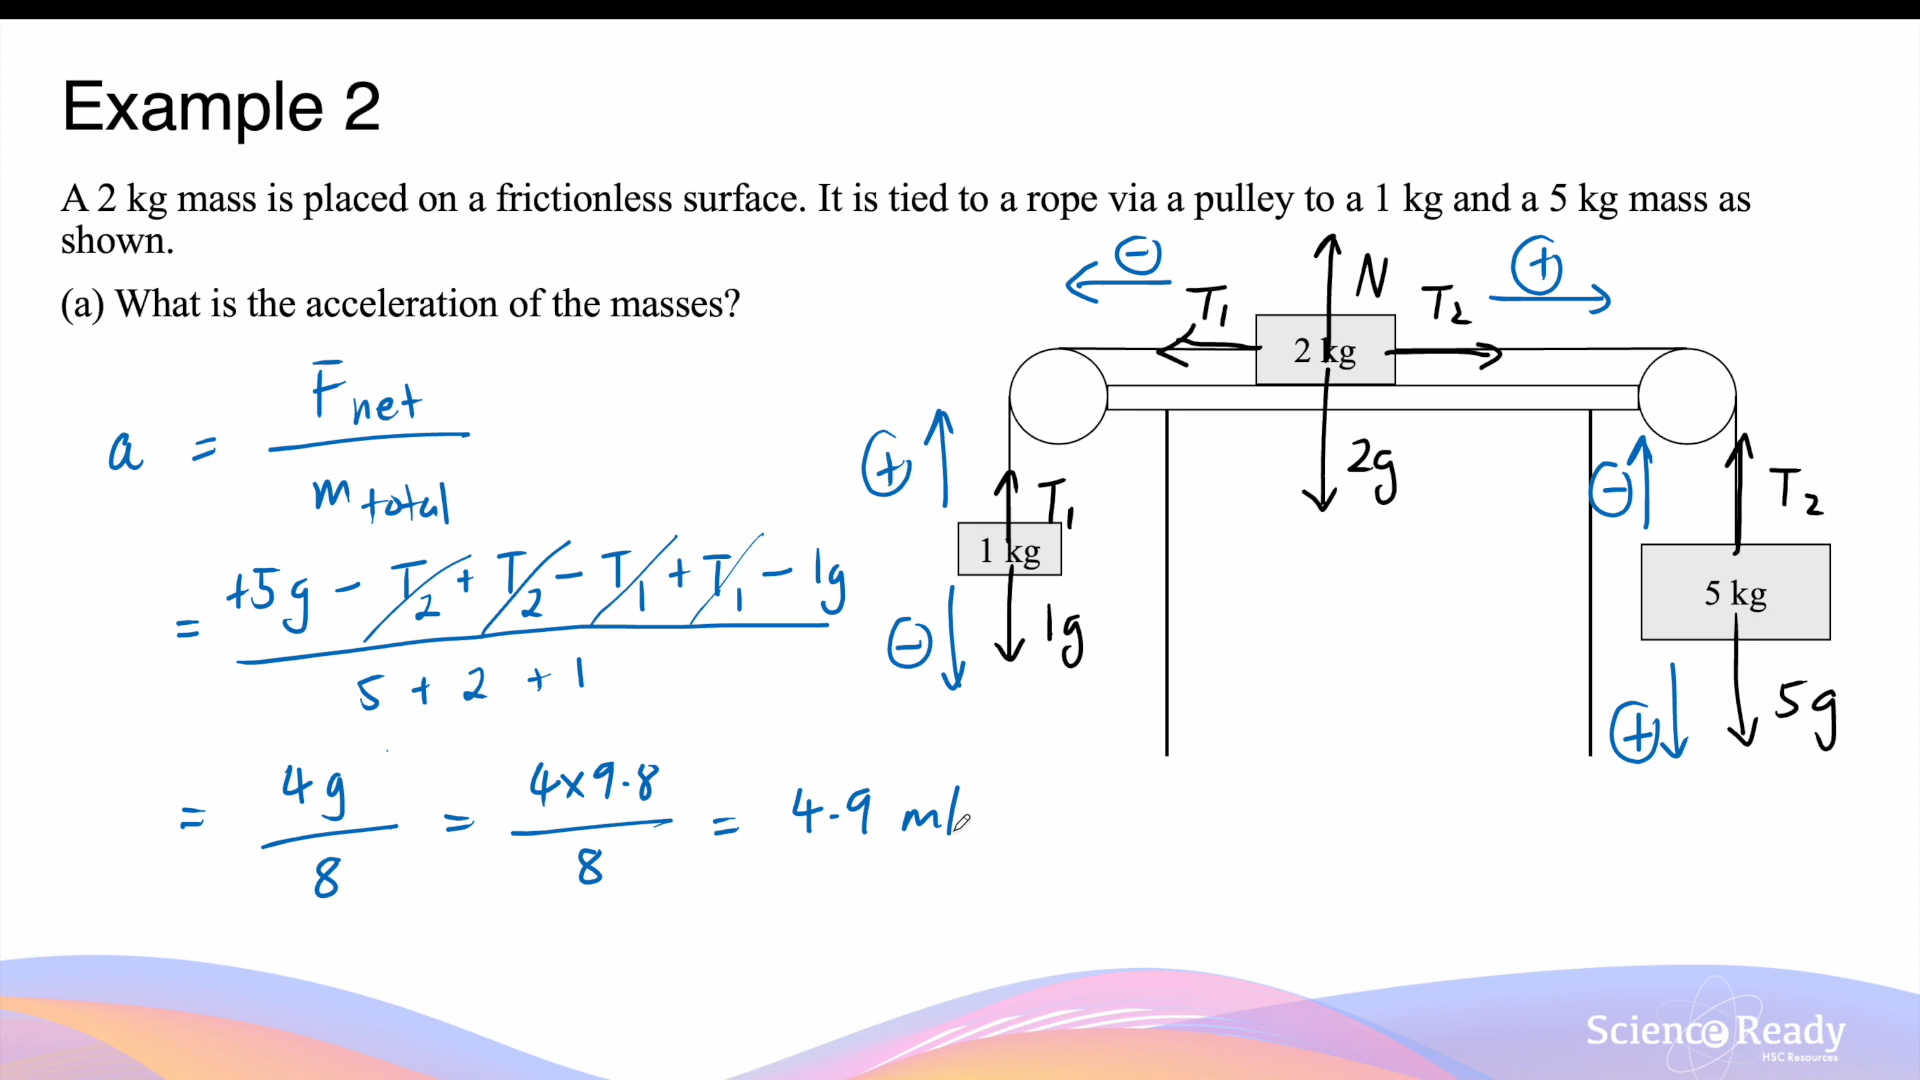 Example 2
A 2 kg mass is placed on a frictionless surface. It is tied to a rope via a pulley to a 1 kg and a 5 kg mass as
shown.
(a) What is the acceleration of the masses?
a = Fnet / mtotal
= +5g - T2 + T2 - T1 + T1 - 1g / 5 + 2 + 1
= 4g / 8 = 4x9.8 / 8 = 4.9 m/
- +
T1 N T2
2 kg
2g
+ -
T1 T2
1 kg
5 kg
- 1g
+ 5g
Science Ready
HSC Resources